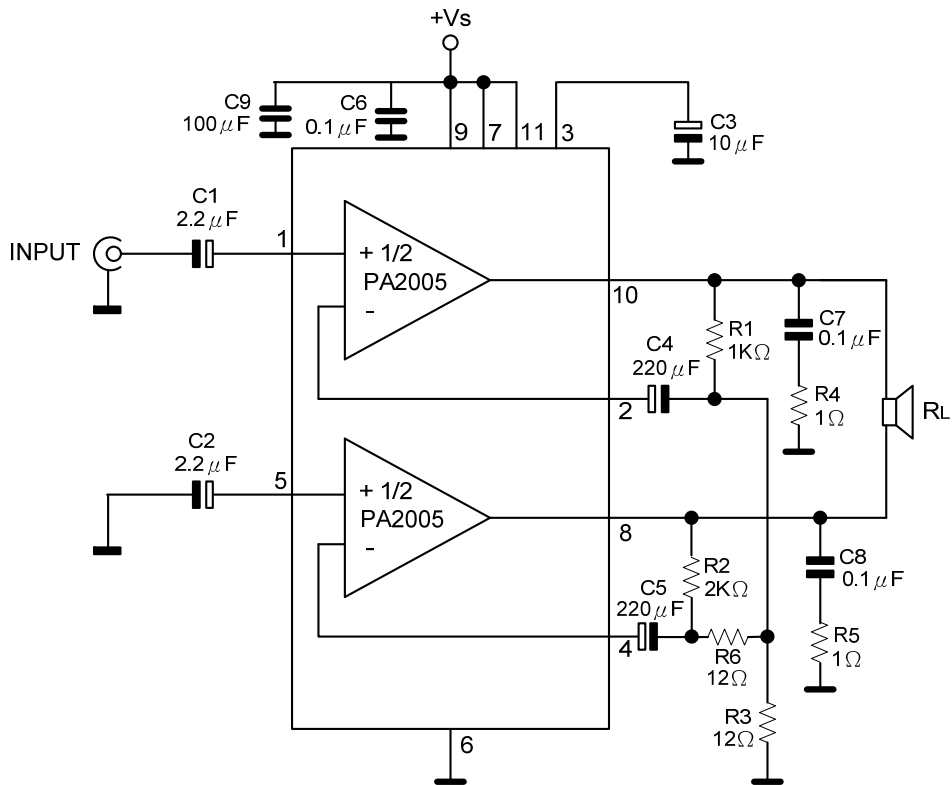 +Vs
C9
100μF
C6
0.1μF
9
7
11
3
C3
10μF
C1
2.2μF
INPUT
1
+ 1/2
PA2005
-
10
R1
1KΩ
C7
0.1μF
C4
220μF
2
R4
1Ω
RL
C2
2.2μF
5
+ 1/2
PA2005
-
8
R2
2KΩ
C8
0.1μF
C5
220μF
4
R6
12Ω
R5
1Ω
R3
12Ω
6